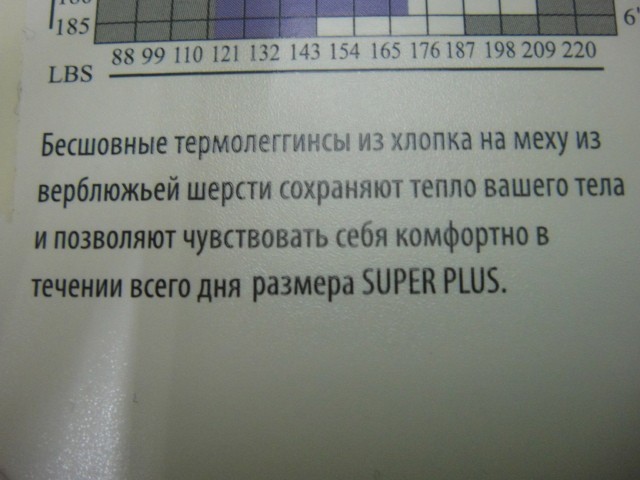 185 6'
88 99 110 121 132 143 154 165 176 187 198 209 220
LBS
Бесшовные термолеггинсы из хлопка на меху из
верблюжьей шерсти сохраняют тепло вашего тела
и позволяют чувствовать себя комфортно в
течении всего дня размера SUPER PLUS.